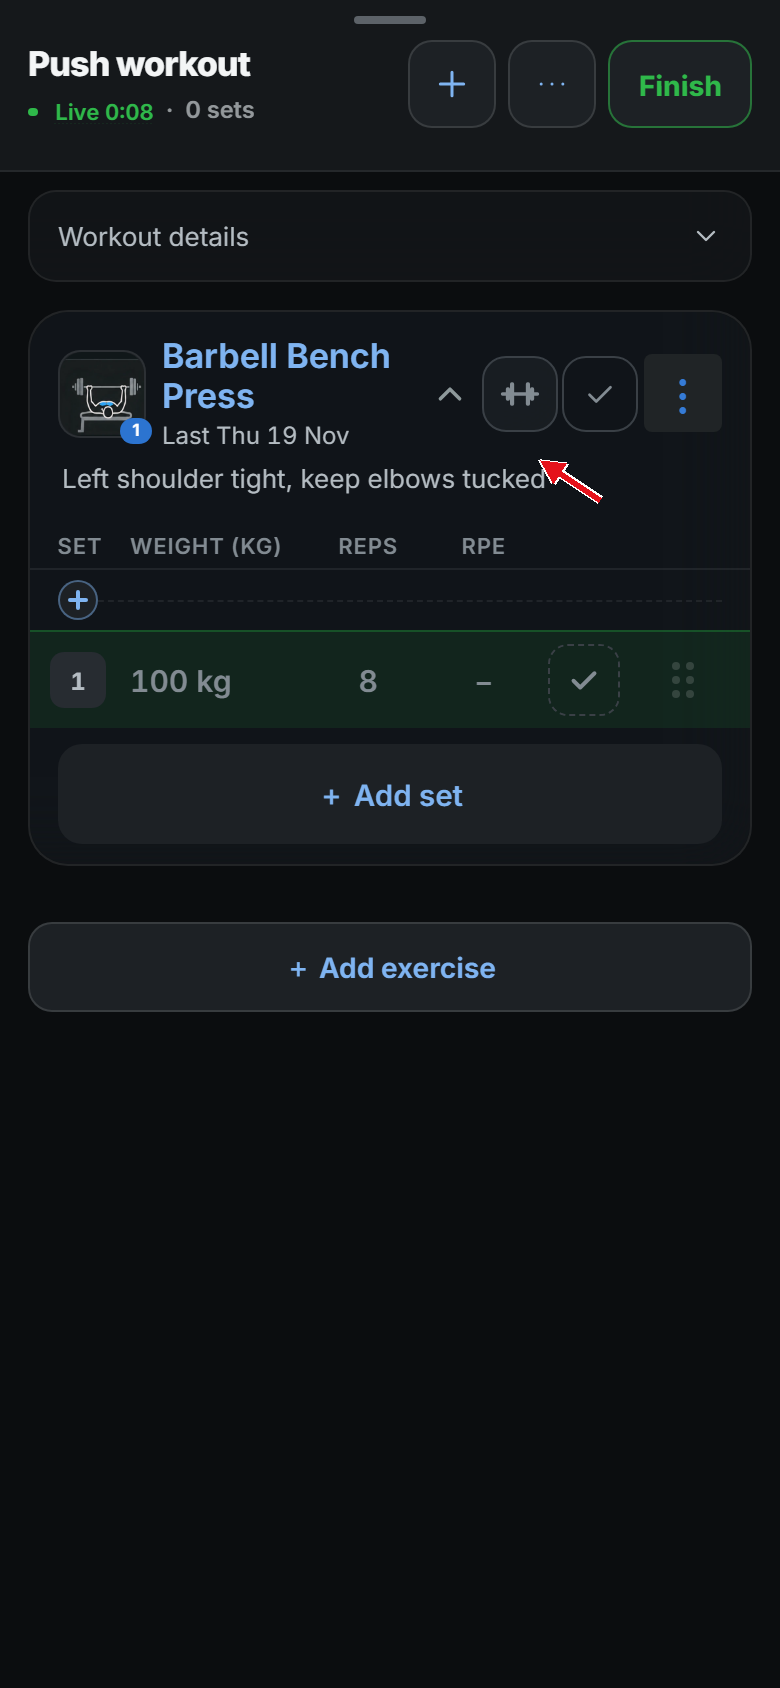 Push workout
Live 0:08 · 0 sets
+ ... Finish
Workout details
Barbell Bench
Press
1
Last Thu 19 Nov
Left shoulder tight, keep elbows tucked
SET WEIGHT (KG) REPS RPE
+
1 100 kg 8 –
+ Add set
+ Add exercise